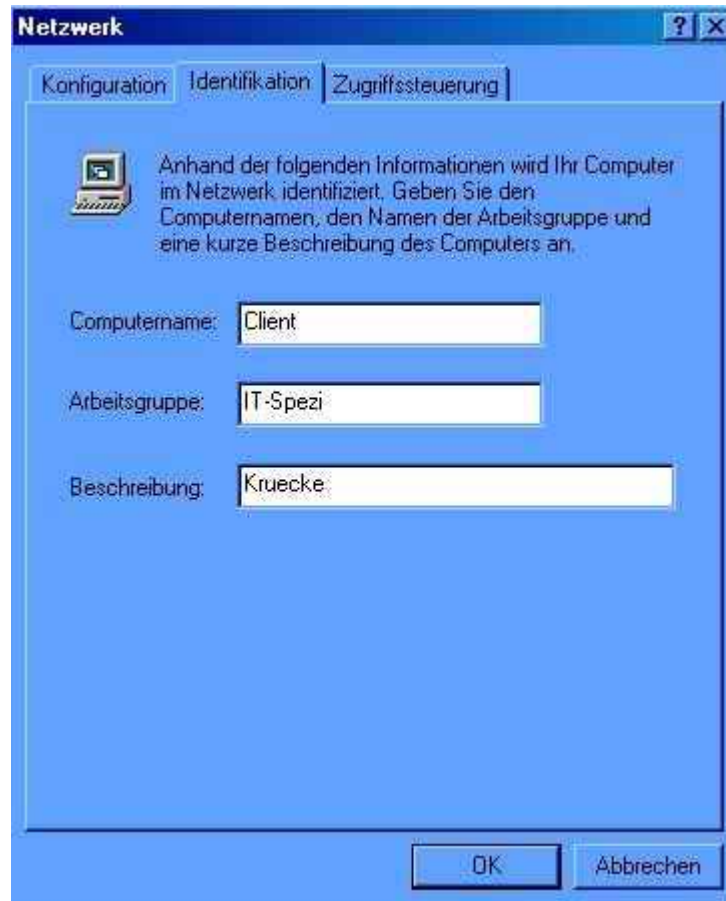 Netzwerk
Konfiguration Identifikation Zugriffssteuerung
Anhand der folgenden Informationen wird Ihr Computer
im Netzwerk identifiziert. Geben Sie den
Computernamen, den Namen der Arbeitsgruppe und
eine kurze Beschreibung des Computers an.
Computername: Client
Arbeitsgruppe: IT-Spezi
Beschreibung: Kruecke
OK Abbrechen